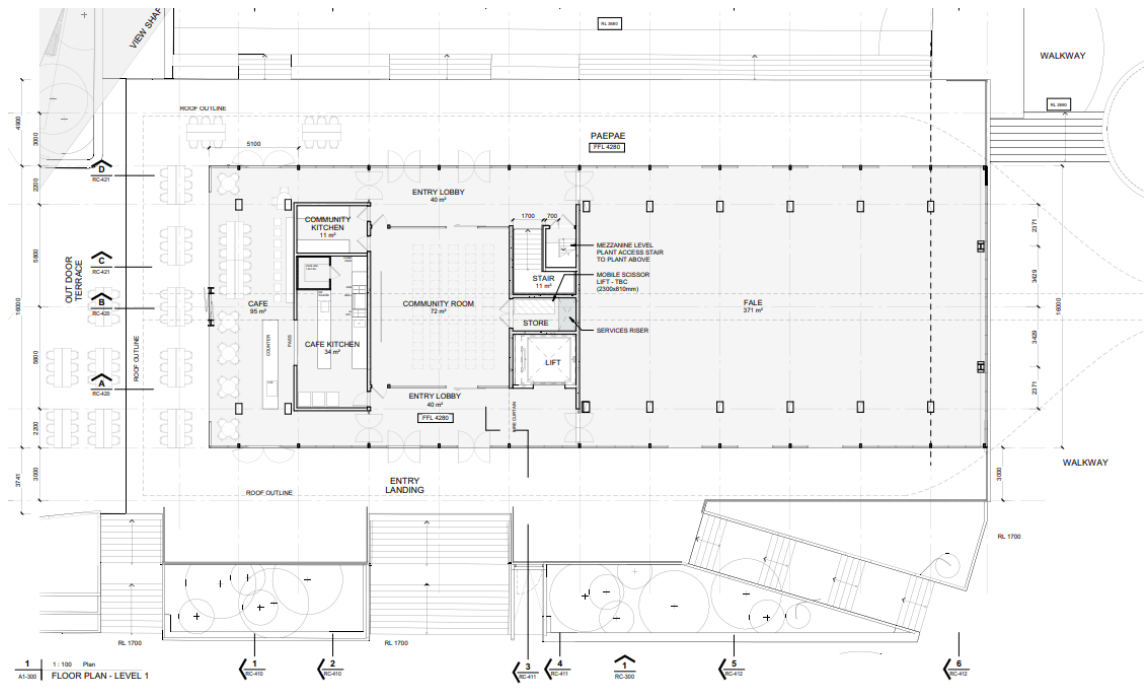 VIEW SHAF
RL 3680
WALKWAY
RL 3680
ROOF OUTLINE
5100
PAEPAE
FFL 4280
4900
3000
D
RC-421
2200
ENTRY LOBBY
40 m²
COMMUNITY
KITCHEN
11 m²
1700
700
MEZZANINE LEVEL
PLANT ACCESS STAIR
TO PLANT ABOVE
2371
C
RC-421
5800
OUT DOOR
TERRACE
STAIR
11 m²
MOBILE SCISSOR
LIFT - TBC
(2300x810mm)
3429
B
RC-420
16000
CAFE
95 m²
COMMUNITY ROOM
72 m²
FALE
371 m²
16000
STORE
SERVICES RISER
ROOF OUTLINE
COUNTER
PASS
CAFE KITCHEN
34 m²
LIFT
3429
5800
A
RC-420
2371
ENTRY LOBBY
40 m²
FFL 4280
FIRE CURTAIN
2200
WALKWAY
3741
3000
ENTRY
LANDING
ROOF OUTLINE
3000
RL 1700
RL 1700
RL 1700
1
A1-300
1 : 100 Plan
FLOOR PLAN - LEVEL 1
1
RC-410
2
RC-410
3
RC-411
4
RC-411
1
RC-300
5
RC-412
6
RC-412